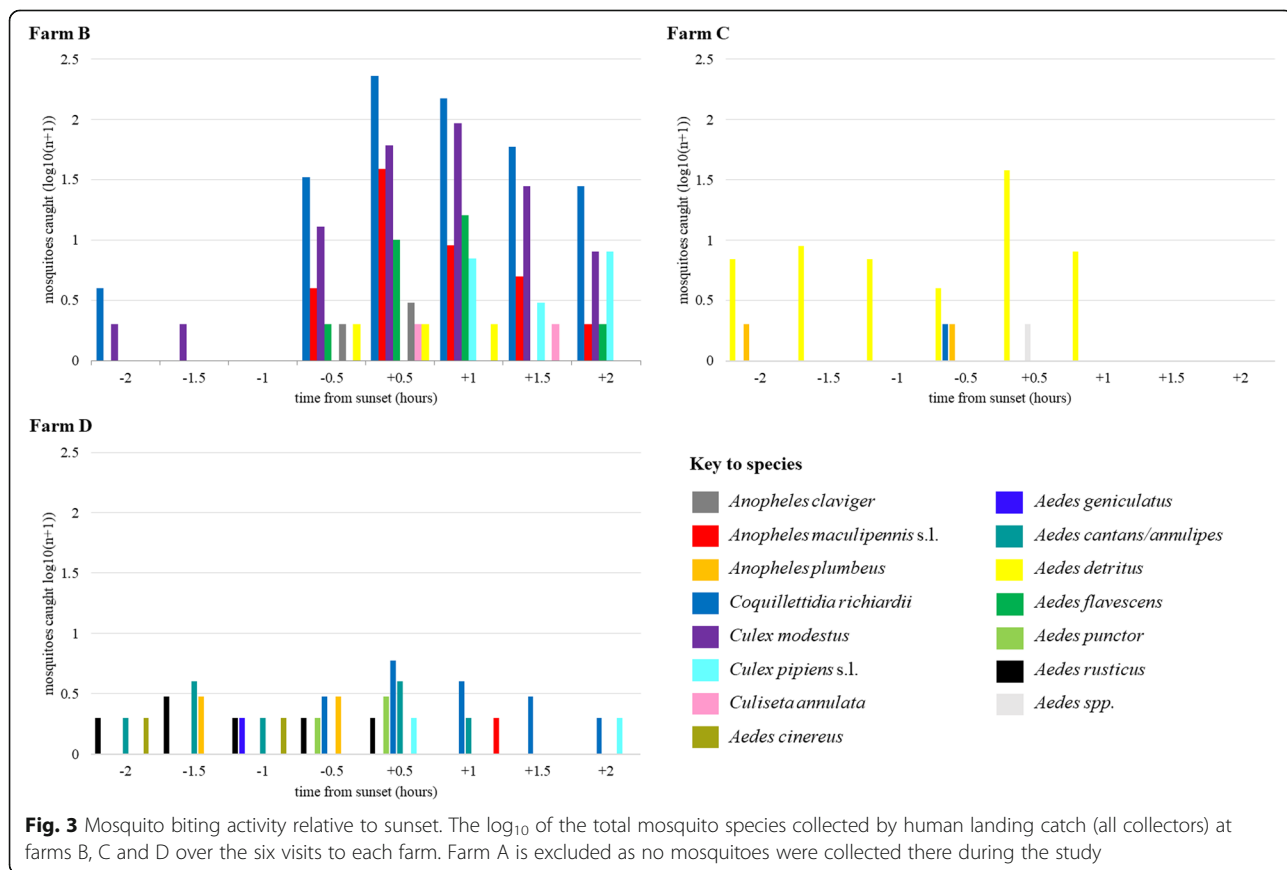 Farm B
mosquitoes caught (log10(n+1))
2.5
2
1.5
1
0.5
0
-2 -1.5 -1 -0.5 +0.5 +1 +1.5 +2
time from sunset (hours)
Farm C
mosquitoes caught (log10(n+1))
2.5
2
1.5
1
0.5
0
-2 -1.5 -1 -0.5 +0.5 +1 +1.5 +2
time from sunset (hours)
Farm D
mosquitoes caught log10(n+1))
2.5
2
1.5
1
0.5
0
-2 -1.5 -1 -0.5 +0.5 +1 +1.5 +2
time from sunset (hours)
Key to species
Anopheles claviger
Anopheles maculipennis s.l.
Anopheles plumbeus
Coquillettidia richiardii
Culex modestus
Culex pipiens s.l.
Culiseta annulata
Aedes cinereus
Aedes geniculatus
Aedes cantans/annulipes
Aedes detritus
Aedes flavescens
Aedes punctor
Aedes rusticus
Aedes spp.
Fig. 3 Mosquito biting activity relative to sunset. The log₁₀ of the total mosquito species collected by human landing catch (all collectors) at
farms B, C and D over the six visits to each farm. Farm A is excluded as no mosquitoes were collected there during the study